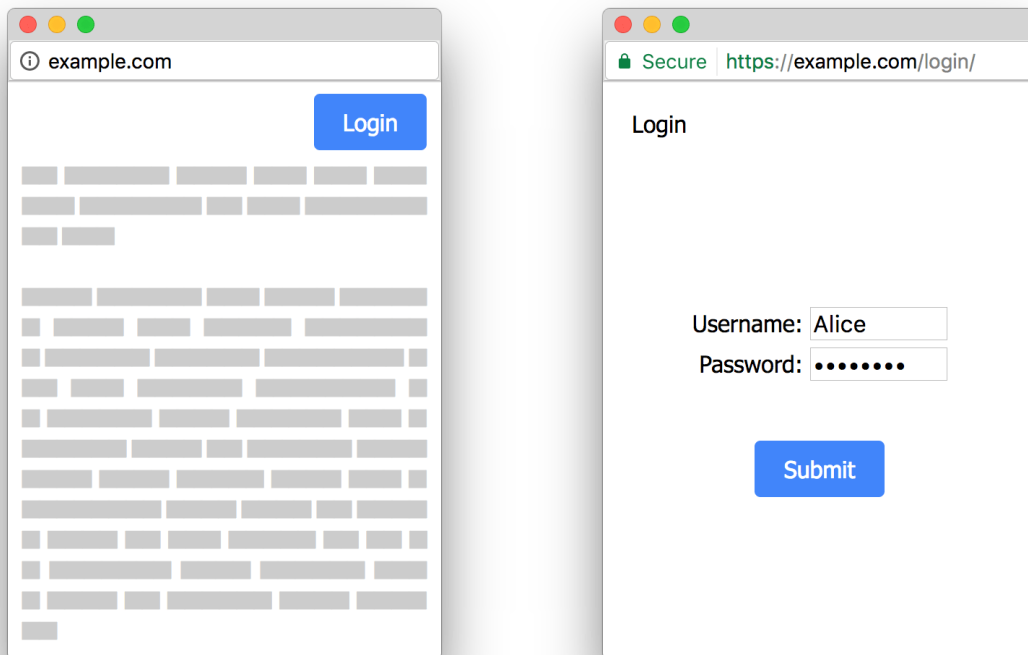 example.com
Login
Secure https://example.com/login/
Login
Username: Alice
Password: ••••••••
Submit